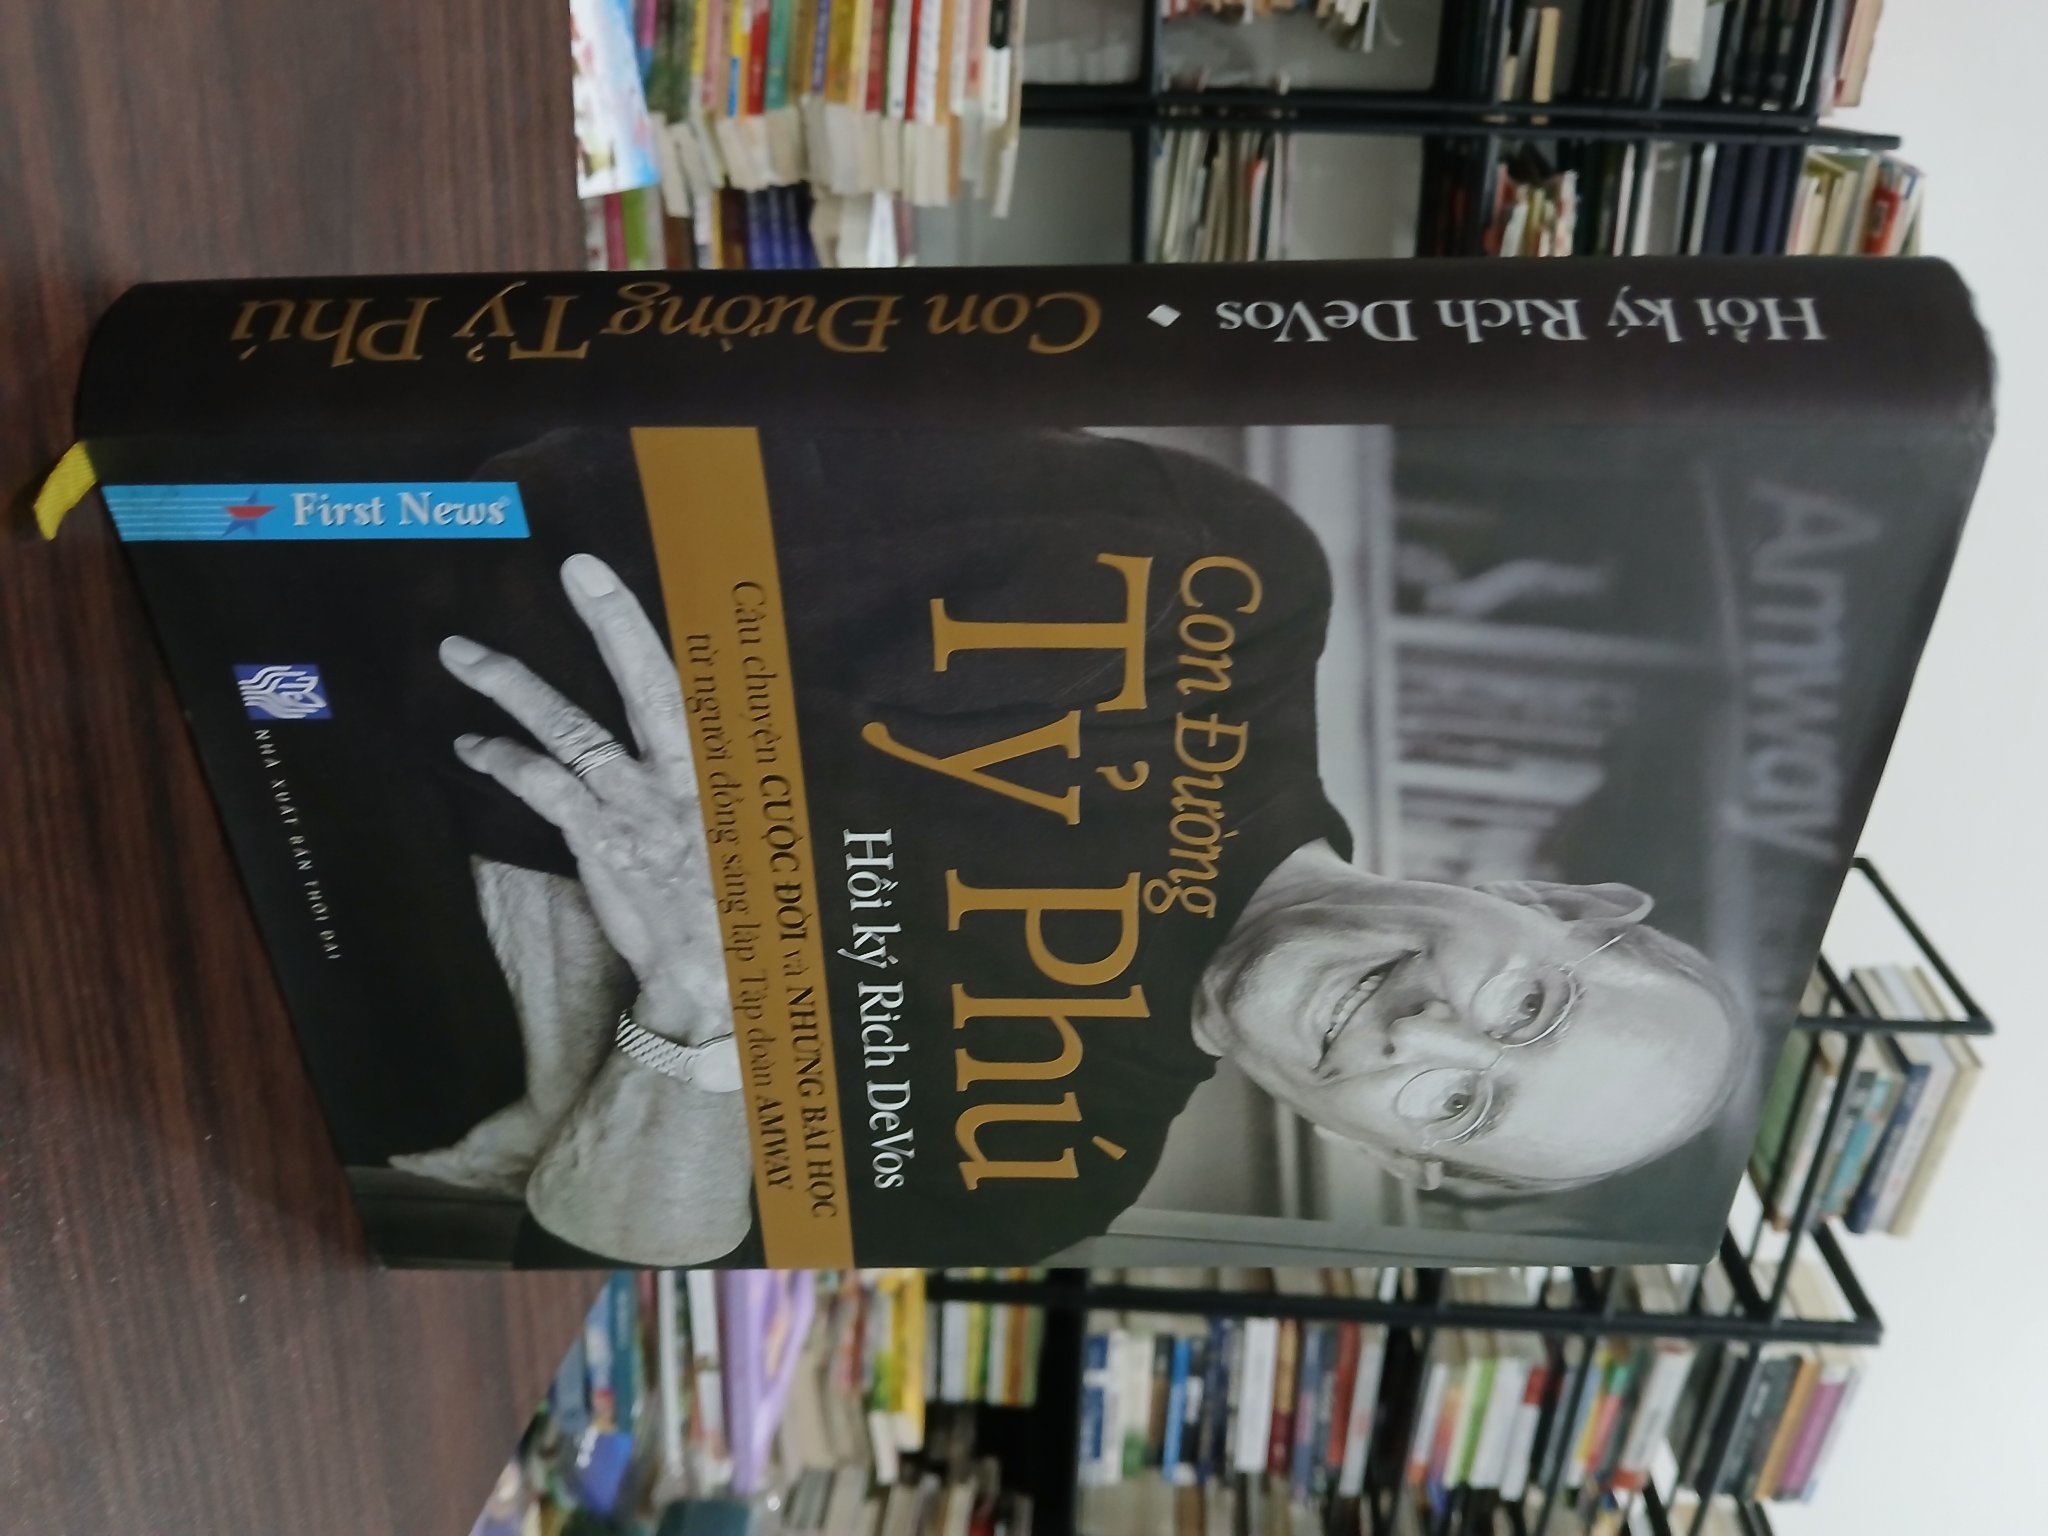 Hồi ký Rich DeVos ◆ Con Đường Tỷ Phú
Amway
Con Đường
Tỷ Phú
Hồi ký Rich DeVos
Câu chuyện CUỘC ĐỜI và NHỮNG BÀI HỌC
từ người đồng sáng lập Tập đoàn AMWAY
First News®
NHÀ XUẤT BẢN THỜI ĐẠI